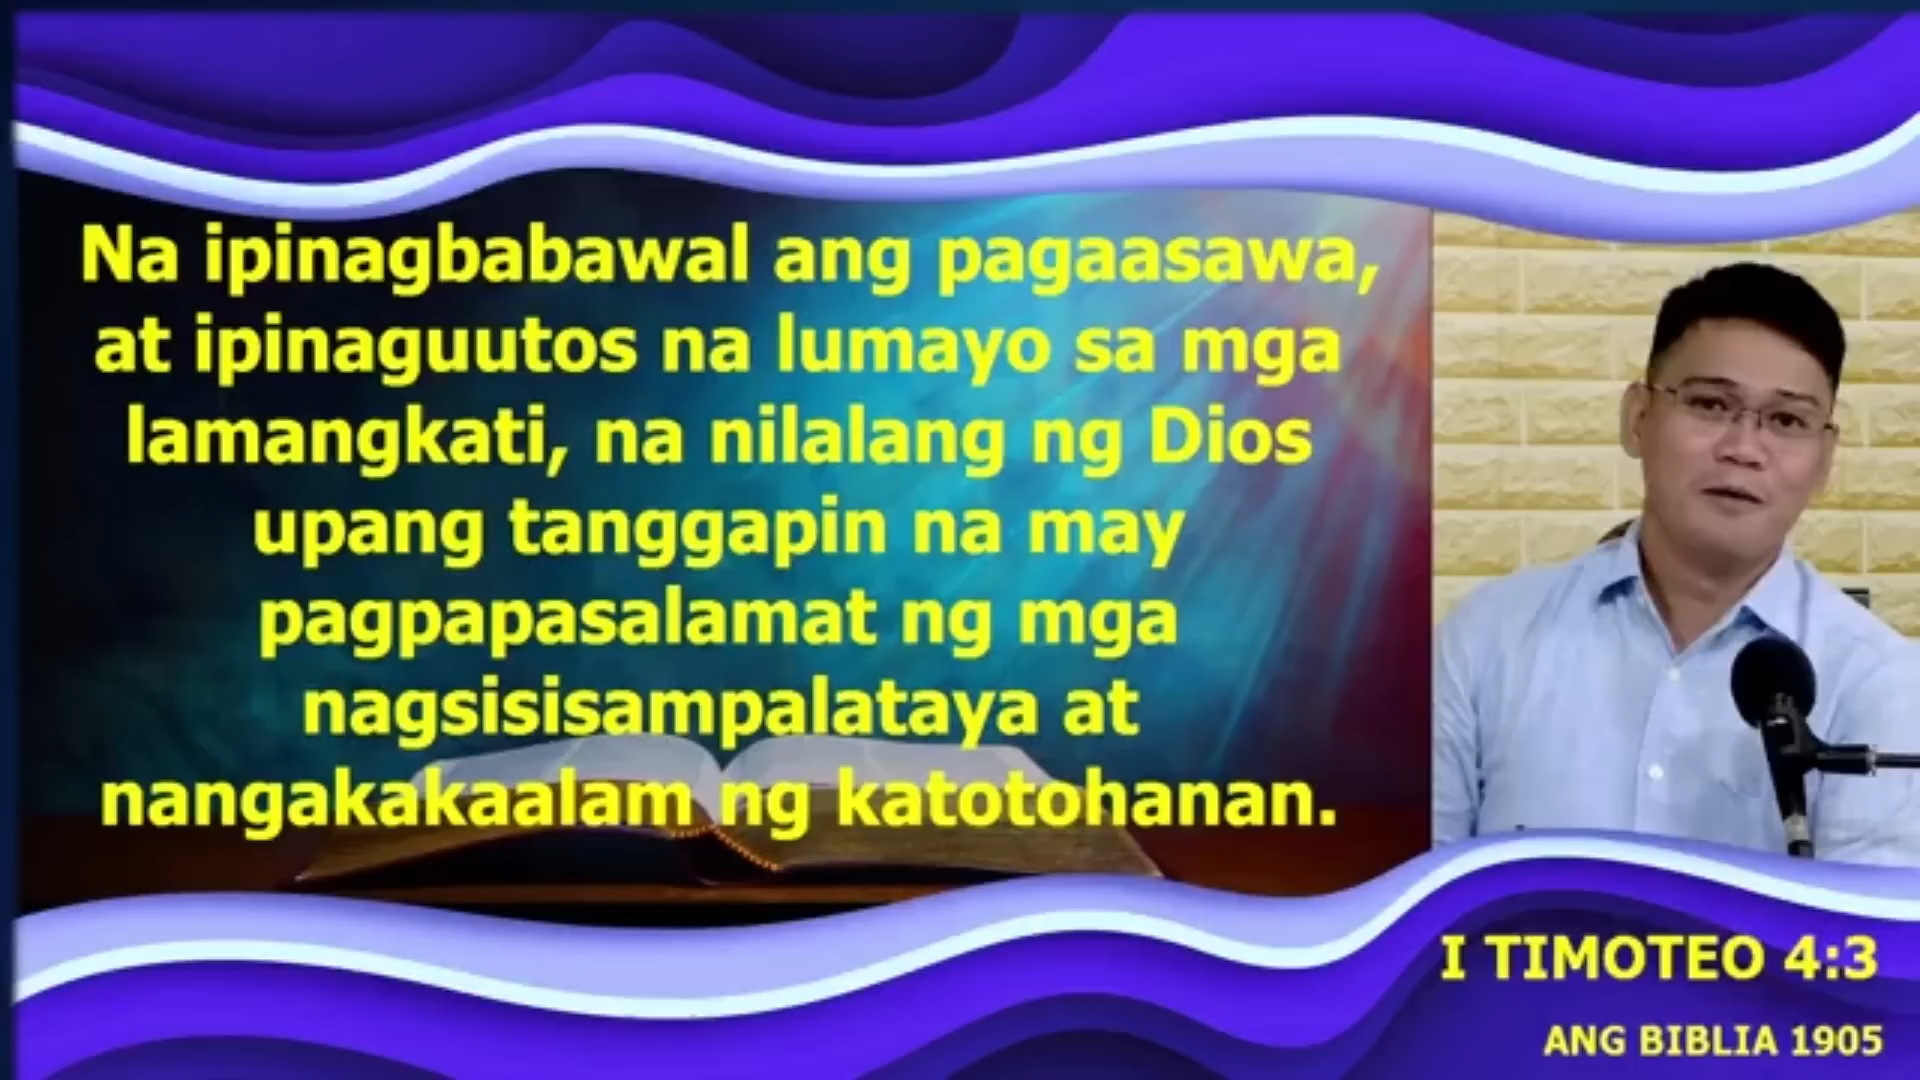 Na ipinagbabawal ang pagaasawa,
at ipinaguutos na lumayo sa mga
lamangkati, na nilalang ng Dios
upang tanggapin na may
pagpapasalamat ng mga
nagsisisampalataya at
nangakakaalam ng katotohanan.
I TIMOTEO 4:3
ANG BIBLIA 1905